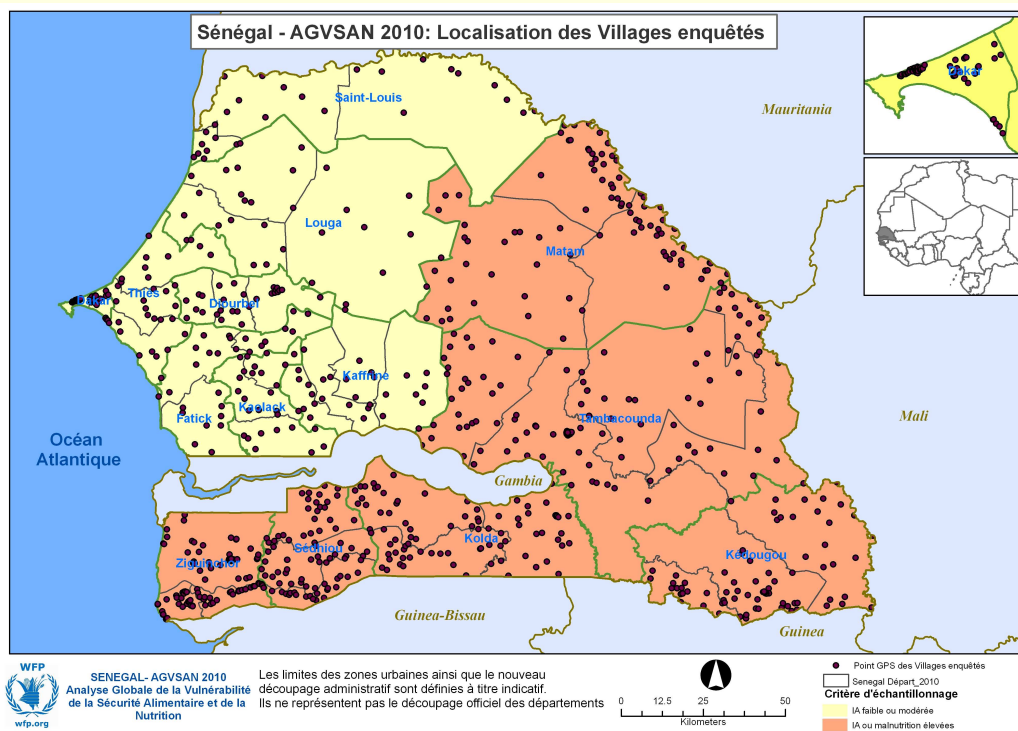 Sénégal - AGVSAN 2010: Localisation des Villages enquêtés
Dakar
Mauritania
Saint-Louis
Louga
Matam
Dakar
Thies
Diourbel
Kaffrine
Fatick
Kaolack
Tambacounda
Mali
Océan
Atlantique
Gambia
Ziguinchor
Sédhiou
Kolda
Kédougou
Guinea-Bissau
Guinea
WFP
wfp.org
SENEGAL- AGVSAN 2010
Analyse Globale de la Vulnérabilité
de la Sécurité Alimentaire et de la
Nutrition
Les limites des zones urbaines ainsi que le nouveau
découpage administratif sont définies à titre indicatif.
Ils ne représentent pas le découpage officiel des départements
0 12.5 25 50
Kilometers
Point GPS des Villages enquêtés
Senegal Départ_2010
Critère d'échantillonnage
IA faible ou modérée
IA ou malnutrition élevées